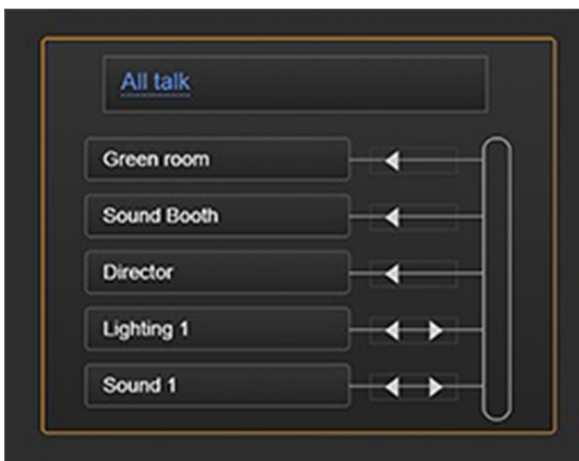 All talk
Green room
Sound Booth
Director
Lighting 1
Sound 1